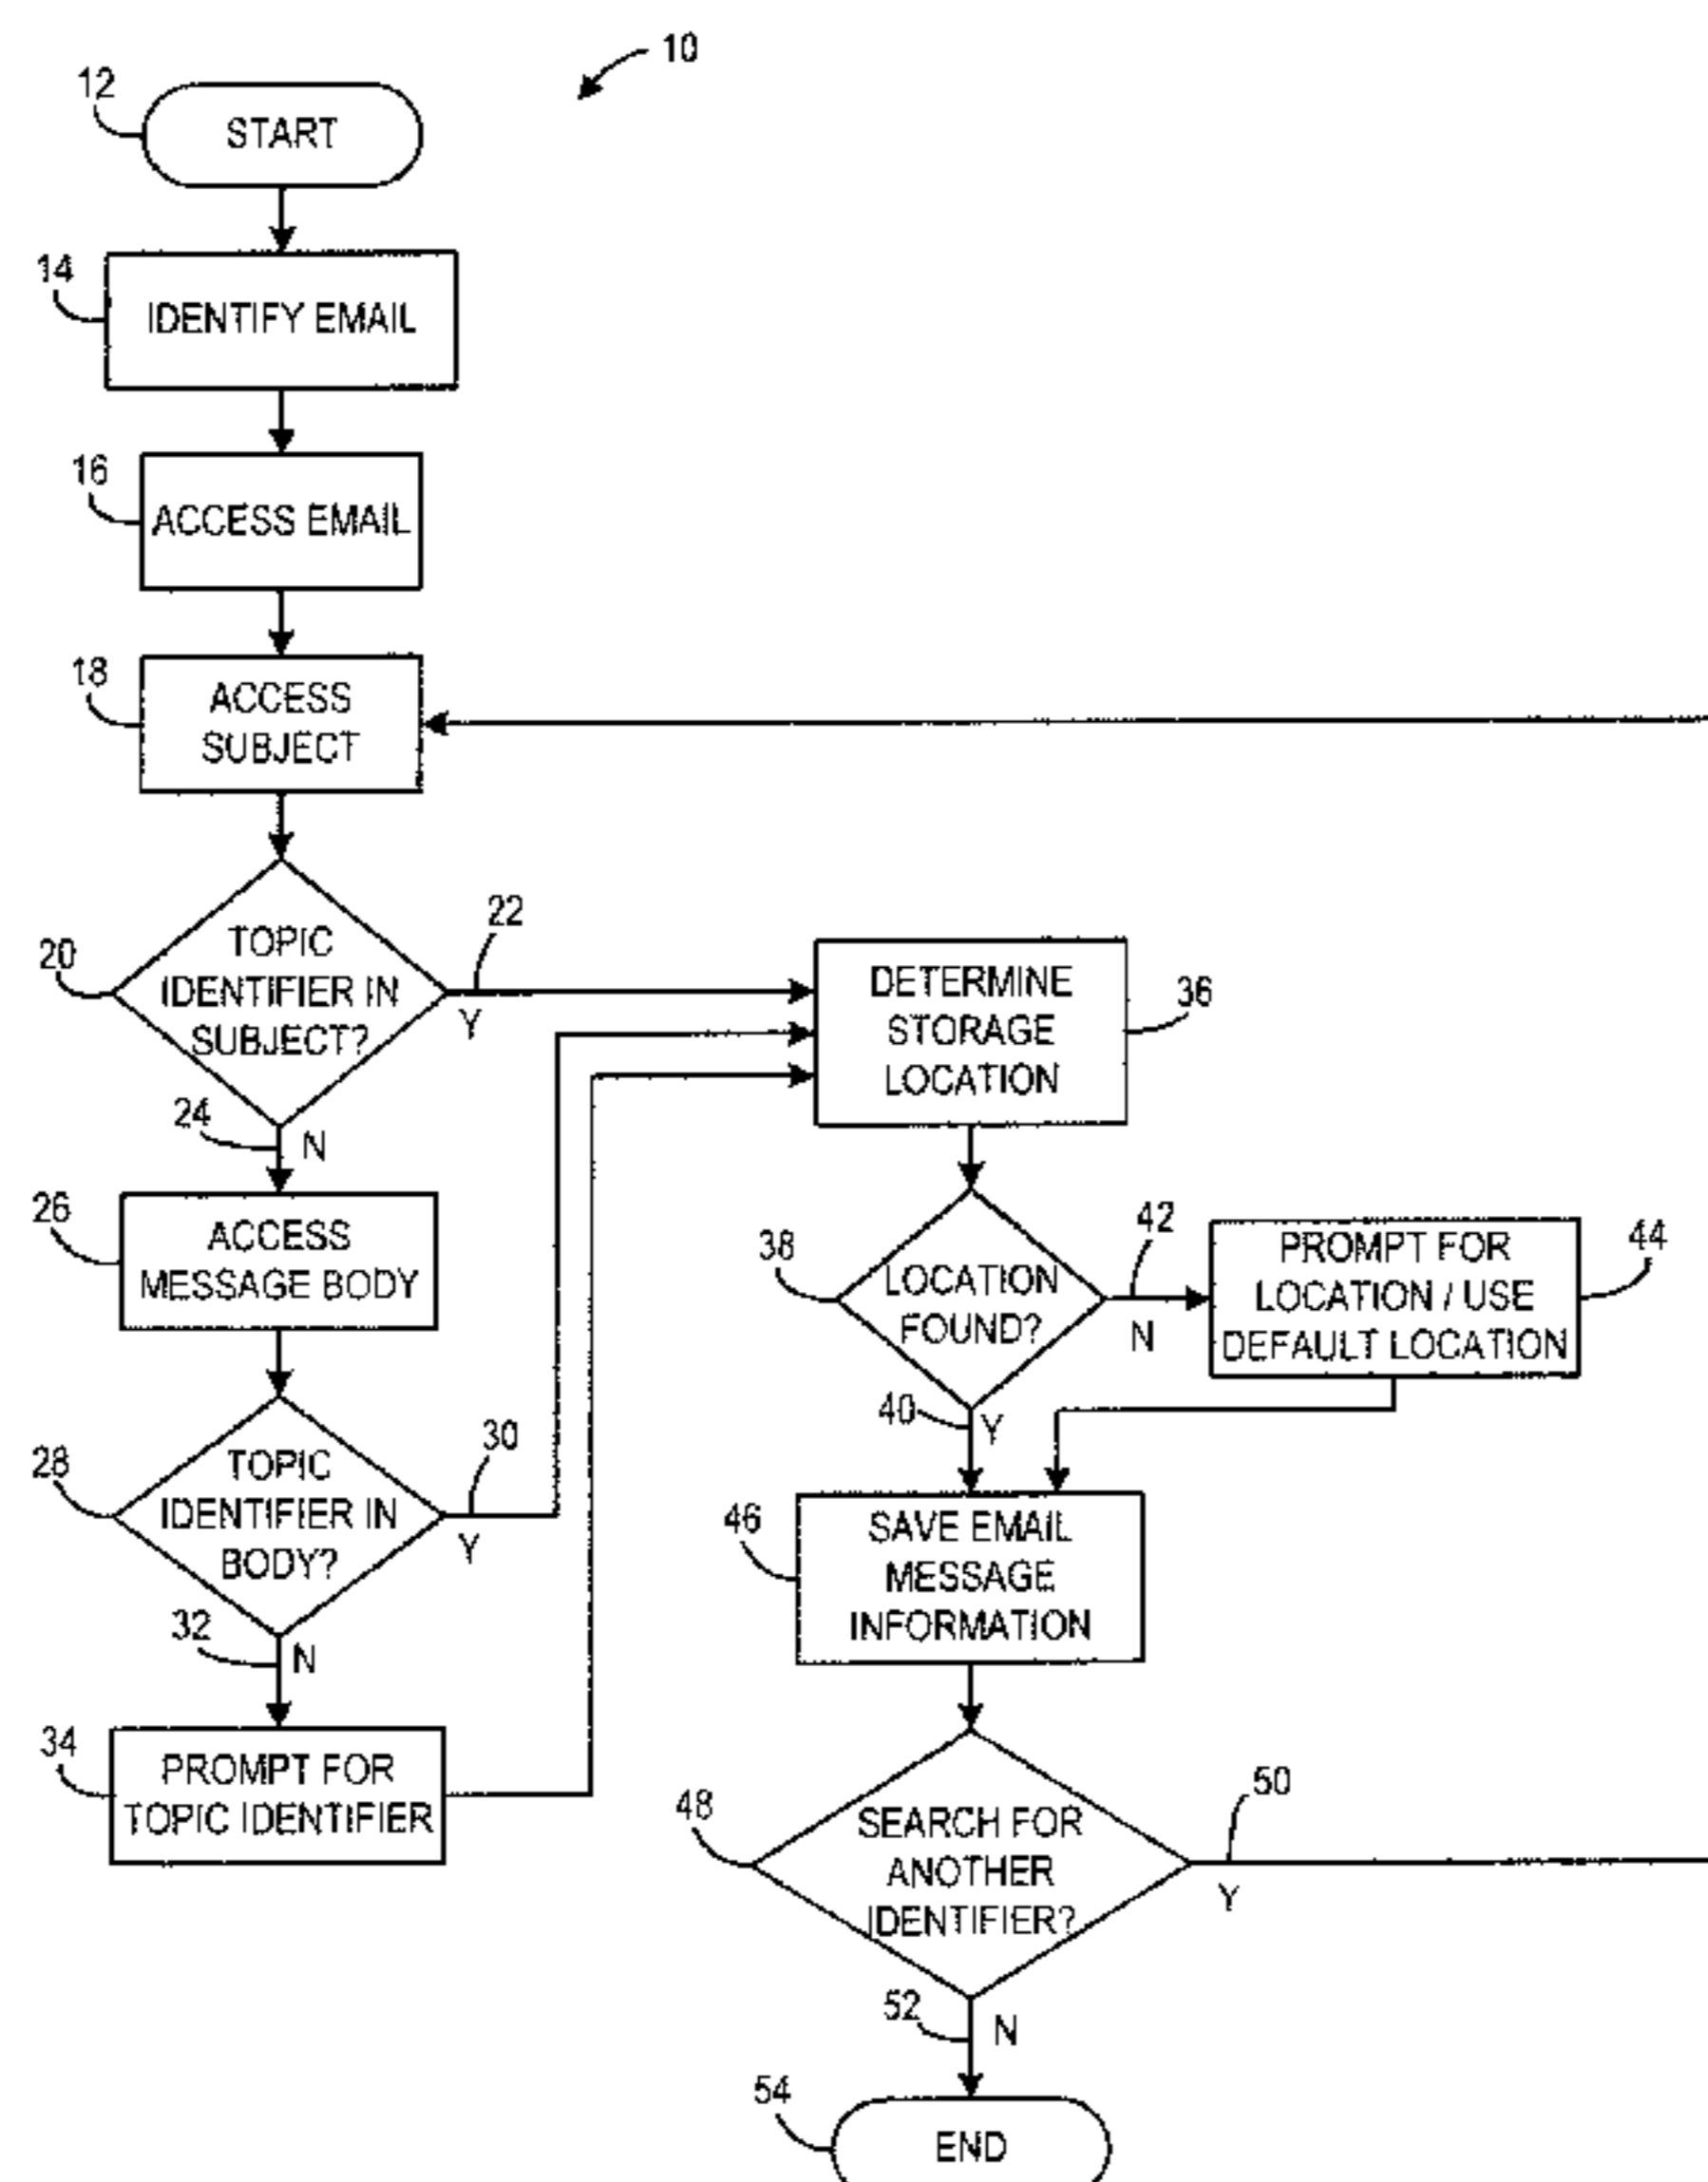 10
12
START
14
IDENTIFY EMAIL
16
ACCESS EMAIL
18
ACCESS
SUBJECT
20
TOPIC
IDENTIFIER IN
SUBJECT?
22
Y
24
N
26
ACCESS
MESSAGE BODY
28
TOPIC
IDENTIFIER IN
BODY?
30
Y
32
N
34
PROMPT FOR
TOPIC IDENTIFIER
DETERMINE
STORAGE
LOCATION
36
38
LOCATION
FOUND?
42
N
PROMPT FOR
LOCATION / USE
DEFAULT LOCATION
44
40
Y
46
SAVE EMAIL
MESSAGE
INFORMATION
48
SEARCH FOR
ANOTHER
IDENTIFIER?
50
Y
52
N
54
END